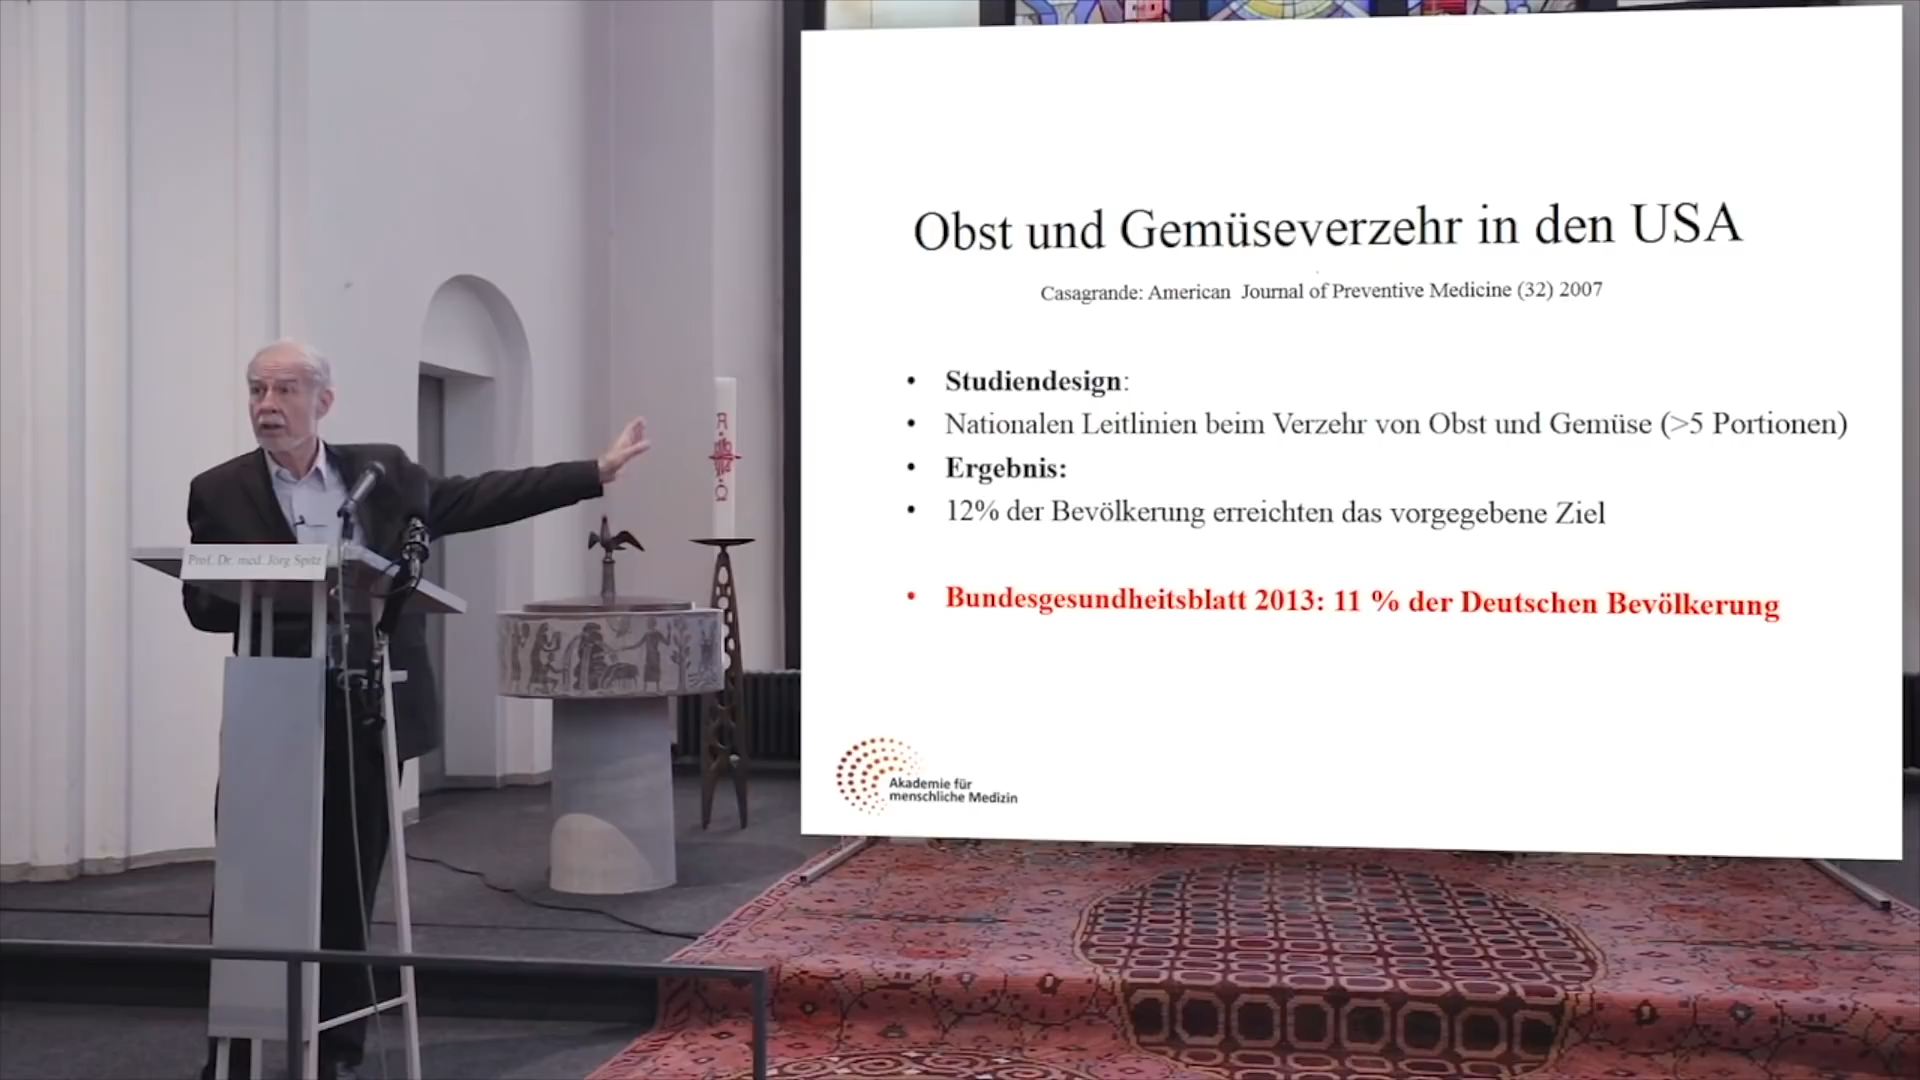 Obst und Gemüseverzehr in den USA
Casagrande: American Journal of Preventive Medicine (32) 2007
• Studiendesign:
• Nationalen Leitlinien beim Verzehr von Obst und Gemüse (>5 Portionen)
• Ergebnis:
• 12% der Bevölkerung erreichten das vorgegebene Ziel
• Bundesgesundheitsblatt 2013: 11 % der Deutschen Bevölkerung
Akademie für
menschliche Medizin
Prof. Dr. med. Jörg Spitz
Α
Ω